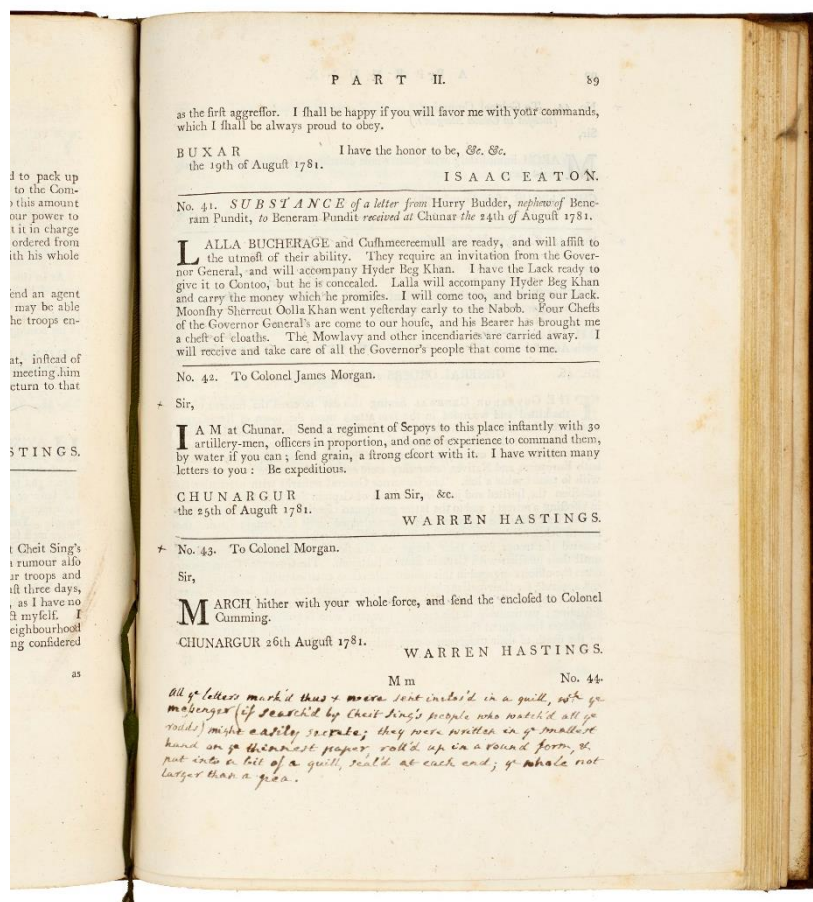 d to pack up
to the Com-
this amount
our power to
t it in charge
ordered from
ith his whole
end an agent
may be able
he troops en-
at, inſtead of
meeting him
eturn to that
STINGS.
t Cheit Sing's
rumour alſo
ur troops and
aſt three days,
, as I have no
ſt myſelf. I
eighbourhood
ng conſidered
as
PART II. 89
as the firſt aggreſſor. I ſhall be happy if you will favor me with your commands,
which I ſhall be always proud to obey.
BUXAR I have the honor to be, &c. &c.
the 19th of Auguſt 1781.
ISAAC EATON.
No. 41. SUBSTANCE of a letter from Hurry Budder, nephew of Bene-
ram Pundit, to Beneram Pundit received at Chunar the 24th of Auguſt 1781.
LALLA BUCHERAGE and Cuſhmeercemull are ready, and will aſſiſt to
the utmoſt of their ability. They require an invitation from the Gover-
nor General, and will accompany Hyder Beg Khan. I have the Lack ready to
give it to Contoo, but he is concealed. Lalla will accompany Hyder Beg Khan
and carry the money which he promiſes. I will come too, and bring our Lack.
Moonſhy Sherreut Oolla Khan went yeſterday early to the Nabob. Four Cheſts
of the Governor General's are come to our houſe, and his Bearer has brought me
a cheſt of cloaths. The Mowlavy and other incendiaries are carried away. I
will receive and take care of all the Governor's people that come to me.
No. 42. To Colonel James Morgan.
+ Sir,
I AM at Chunar. Send a regiment of Sepoys to this place inſtantly with 30
artillery-men, officers in proportion, and one of experience to command them,
by water if you can; ſend grain, a ſtrong eſcort with it. I have written many
letters to you: Be expeditious.
CHUNARGUR I am Sir, &c.
the 25th of Auguſt 1781.
WARREN HASTINGS.
+ No. 43. To Colonel Morgan.
Sir,
MARCH hither with your whole force, and ſend the encloſed to Colonel
Cumming.
CHUNARGUR 26th Auguſt 1781.
WARREN HASTINGS.
M m No. 44.
All ye letters mark'd thus + were sent inclos'd in a quill, wch ye
messenger (if search'd by Cheit Sing's people who watch'd all ye
roads) might easily secrete; they were written in ye smallest
hand on ye thinnest paper, roll'd up in a round form, &
put into a bit of a quill, seal'd at each end; ye whole not
larger than a pea.